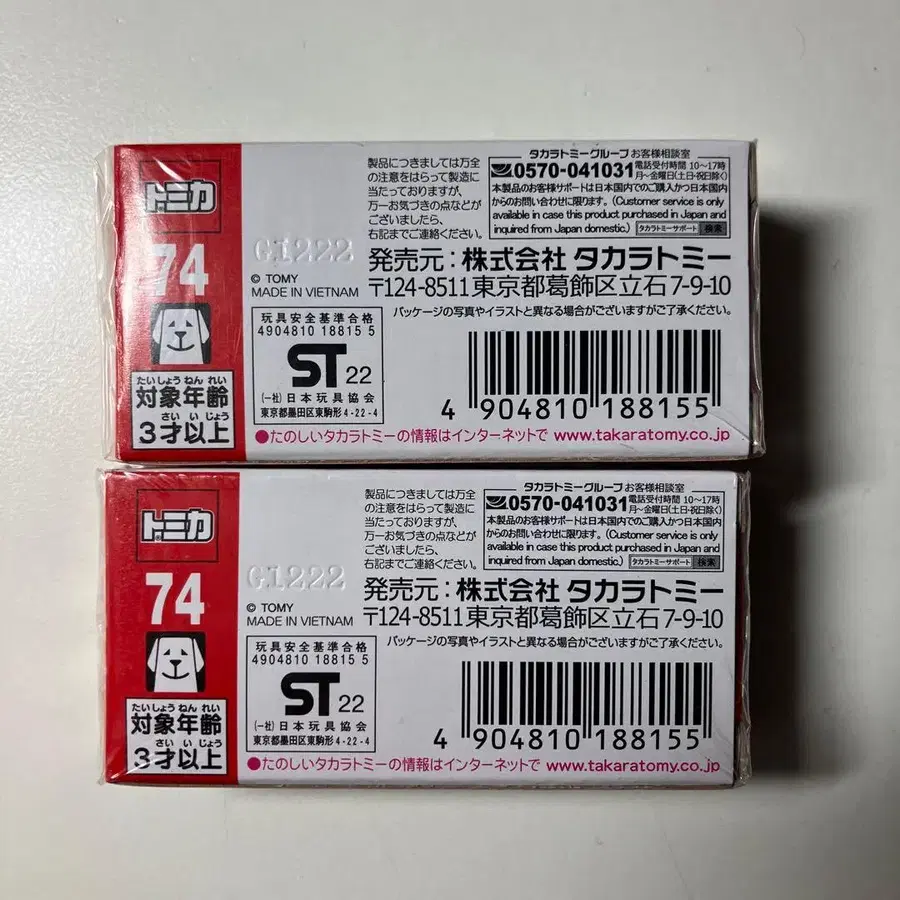 トミカ
74
たいしょうねんれい
対象年齢
さいいじょう
3才以上
G1222
© TOMY
MADE IN VIETNAM
製品につきましては万全
の注意をはらって製造に
当たっておりますが、
万一お気づきの点などが
ございましたら、
右記までご連絡ください。
タカラトミーグループ お客様相談室
0570-041031 電話受付時間 10~17時
月~金曜日(土・日・祝日除く)
本製品のお客様サポートは日本国内でのご購入かつ日本国内
からのお問い合わせに限ります。(Customer service is only
available in case this product purchased in Japan and
inquired from Japan domestic.) タカラトミーサポート 検索
発売元:株式会社 タカラトミー
〒124-8511 東京都葛飾区立石7-9-10
パッケージの写真やイラストと異なる場合がございますがご了承ください。
玩具安全基準合格
4904810 18815 5
ST 22
(一社)日本玩具協会
東京都墨田区東駒形4-22-4
4 904810 188155
●たのしいタカラトミーの情報はインターネットで www.takaratomy.co.jp
トミカ
74
たいしょうねんれい
対象年齢
さいいじょう
3才以上
G1222
© TOMY
MADE IN VIETNAM
製品につきましては万全
の注意をはらって製造に
当たっておりますが、
万一お気づきの点などが
ございましたら、
右記までご連絡ください。
タカラトミーグループ お客様相談室
0570-041031 電話受付時間 10~17時
月~金曜日(土・日・祝日除く)
本製品のお客様サポートは日本国内でのご購入かつ日本国内
からのお問い合わせに限ります。(Customer service is only
available in case this product purchased in Japan and
inquired from Japan domestic.) タカラトミーサポート 検索
発売元:株式会社 タカラトミー
〒124-8511 東京都葛飾区立石7-9-10
パッケージの写真やイラストと異なる場合がございますがご了承ください。
玩具安全基準合格
4904810 18815 5
ST 22
(一社)日本玩具協会
東京都墨田区東駒形4-22-4
4 904810 188155
●たのしいタカラトミーの情報はインターネットで www.takaratomy.co.jp